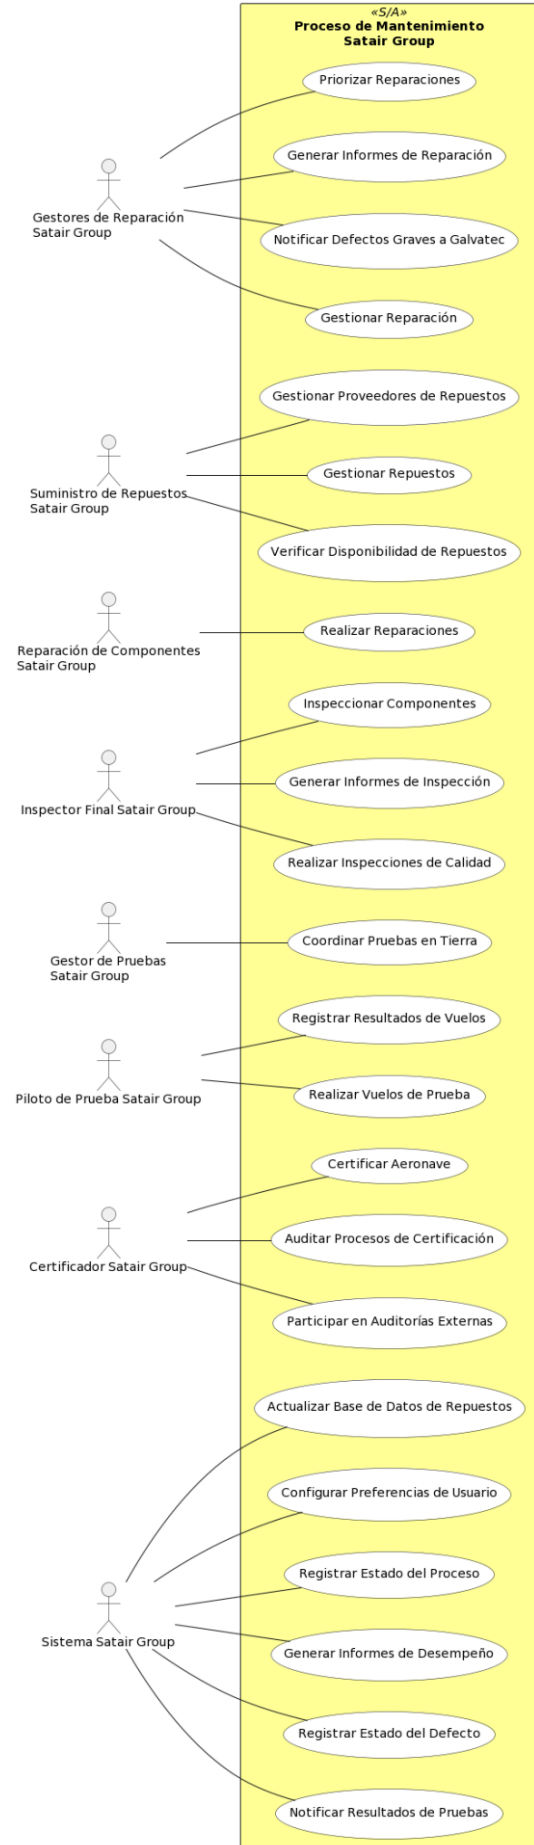 «S/A»
Proceso de Mantenimiento
Satair Group
Priorizar Reparaciones
Generar Informes de Reparación
Gestores de Reparación
Satair Group
Notificar Defectos Graves a Galvatec
Gestionar Reparación
Gestionar Proveedores de Repuestos
Suministro de Repuestos
Satair Group
Gestionar Repuestos
Verificar Disponibilidad de Repuestos
Reparación de Componentes
Satair Group
Realizar Reparaciones
Inspeccionar Componentes
Generar Informes de Inspección
Inspector Final Satair Group
Realizar Inspecciones de Calidad
Gestor de Pruebas
Satair Group
Coordinar Pruebas en Tierra
Registrar Resultados de Vuelos
Piloto de Prueba Satair Group
Realizar Vuelos de Prueba
Certificar Aeronave
Auditar Procesos de Certificación
Certificador Satair Group
Participar en Auditorías Externas
Actualizar Base de Datos de Repuestos
Configurar Preferencias de Usuario
Registrar Estado del Proceso
Sistema Satair Group
Generar Informes de Desempeño
Registrar Estado del Defecto
Notificar Resultados de Pruebas